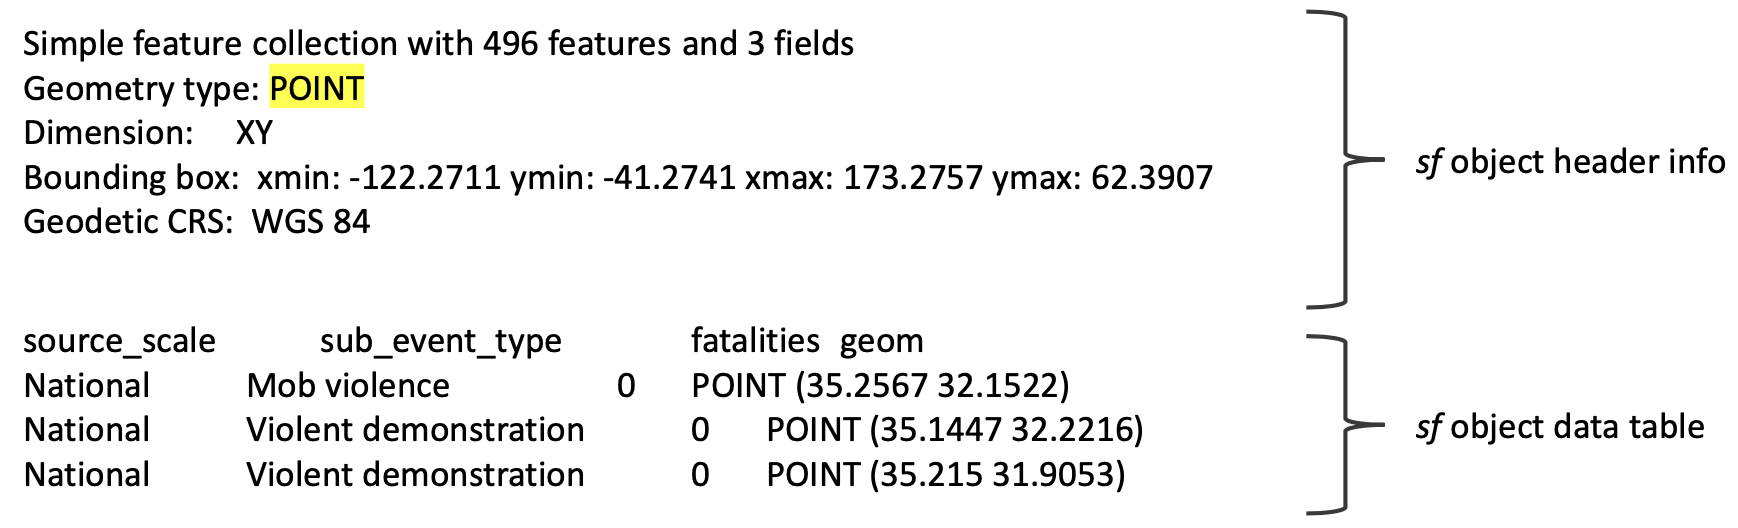 Simple feature collection with 496 features and 3 fields
Geometry type: POINT
Dimension: XY
Bounding box: xmin: -122.2711 ymin: -41.2741 xmax: 173.2757 ymax: 62.3907
Geodetic CRS: WGS 84
sf object header info
source_scale sub_event_type fatalities geom
National Mob violence 0 POINT (35.2567 32.1522)
National Violent demonstration 0 POINT (35.1447 32.2216)
National Violent demonstration 0 POINT (35.215 31.9053)
sf object data table